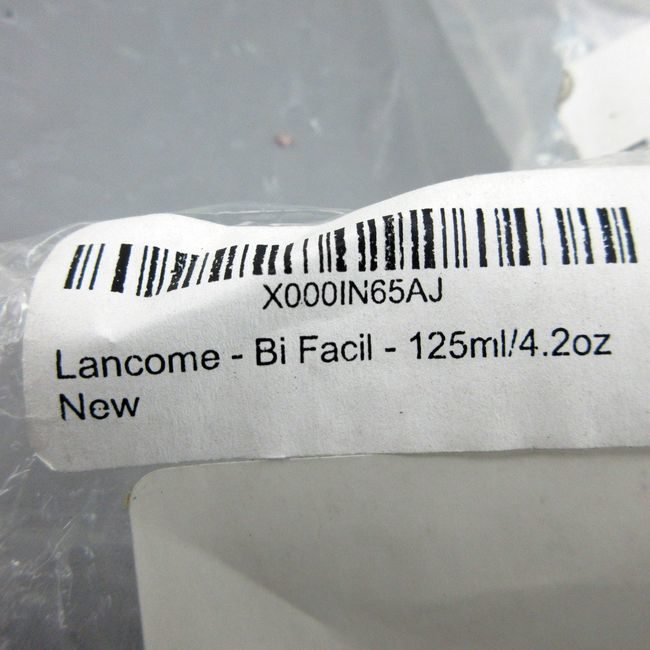 X000IN65AJ
Lancome - Bi Facil - 125ml/4.2oz
New